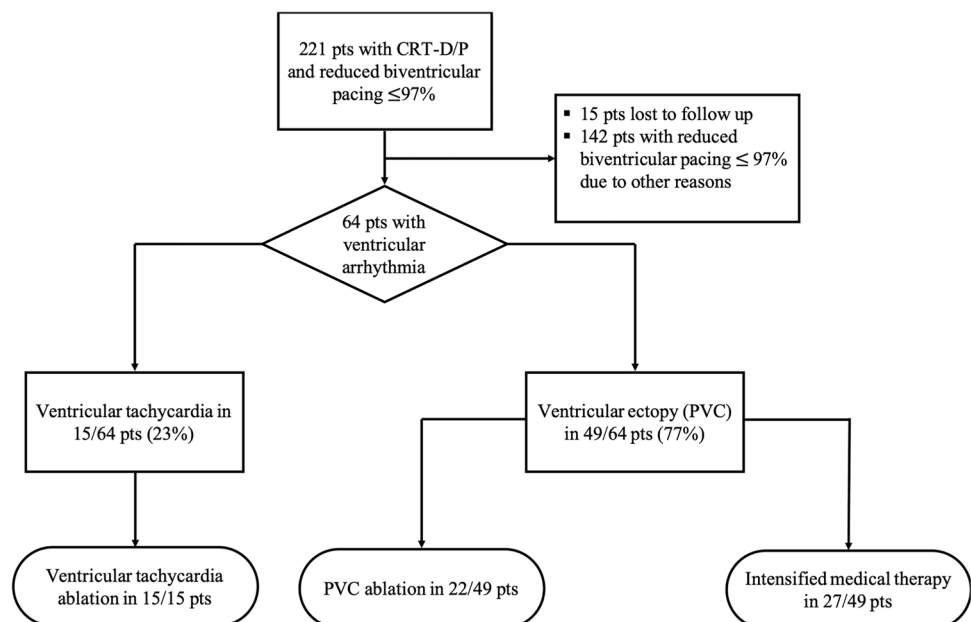 221 pts with CRT-D/P
and reduced biventricular
pacing ≤97%
▪ 15 pts lost to follow up
▪ 142 pts with reduced
biventricular pacing ≤ 97%
due to other reasons
64 pts with
ventricular
arrhythmia
Ventricular tachycardia in
15/64 pts (23%)
Ventricular ectopy (PVC)
in 49/64 pts (77%)
Ventricular tachycardia
ablation in 15/15 pts
PVC ablation in 22/49 pts
Intensified medical therapy
in 27/49 pts